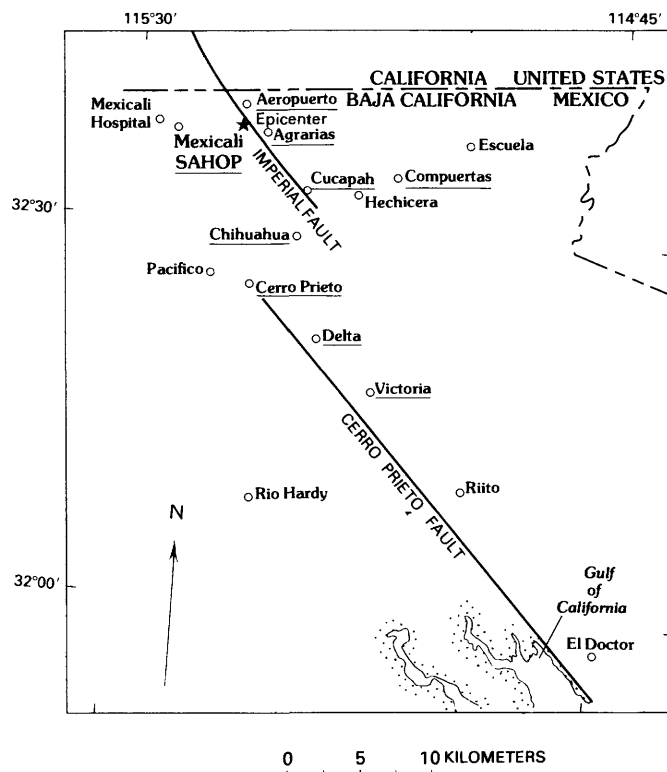 115°30'
114°45'
CALIFORNIA UNITED STATES
BAJA CALIFORNIA MEXICO
Mexicali
Hospital
Aeropuerto
Epicenter
Agrarias
Mexicali
SAHOP
Escuela
IMPERIAL FAULT
Cucapah
Compuertas
Hechicera
32°30'
Chihuahua
Pacifico
Cerro Prieto
Delta
Victoria
CERRO PRIETO FAULT
Rio Hardy
Riito
N
32°00'
Gulf
of
California
El Doctor
0 5 10 KILOMETERS